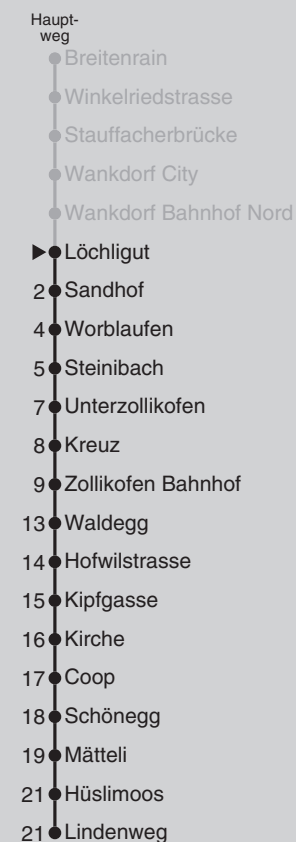 Haupt-
weg
Breitenrain
Winkelriedstrasse
Stauffacherbrücke
Wankdorf City
Wankdorf Bahnhof Nord
Löchligut
2 Sandhof
4 Worblaufen
5 Steinibach
7 Unterzollikofen
8 Kreuz
9 Zollikofen Bahnhof
13 Waldegg
14 Hofwilstrasse
15 Kipfgasse
16 Kirche
17 Coop
18 Schönegg
19 Mätteli
21 Hüslimoos
21 Lindenweg